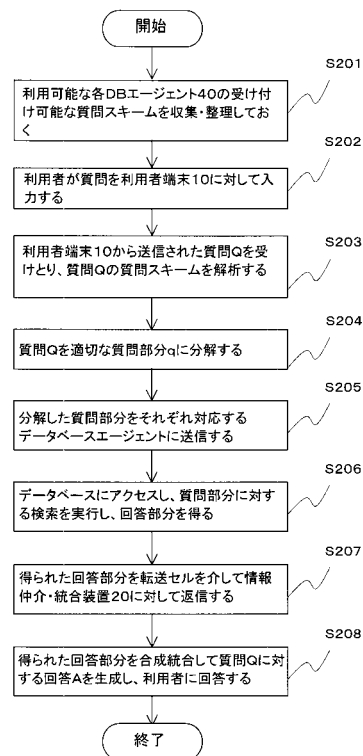 開始
S201
利用可能な各DBエージェント40の受け付
け可能な質問スキームを収集・整理してお
く
S202
利用者が質問を利用者端末10に対して入
力する
S203
利用者端末10から送信された質問Qを受
けとり、質問Qの質問スキームを解析する
S204
質問Qを適切な質問部分qに分解する
S205
分解した質問部分をそれぞれ対応する
データベースエージェントに送信する
S206
データベースにアクセスし、質問部分に対
する検索を実行し、回答部分を得る
S207
得られた回答部分を転送セルを介して情報
仲介・統合装置20に対して返信する
S208
得られた回答部分を合成統合して質問Qに対
する回答Aを生成し、利用者に回答する
終了